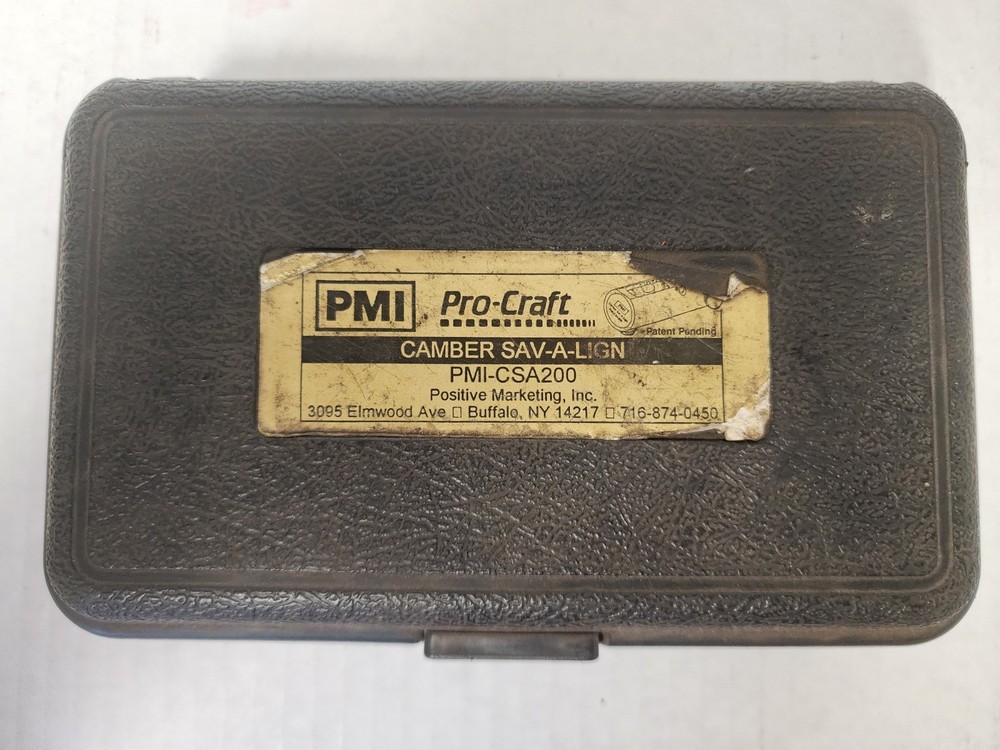 PMI Pro-Craft
Patent Pending
CAMBER SAV-A-LIGN
PMI-CSA200
Positive Marketing, Inc.
3095 Elmwood Ave □ Buffalo, NY 14217 □ 716-874-0450